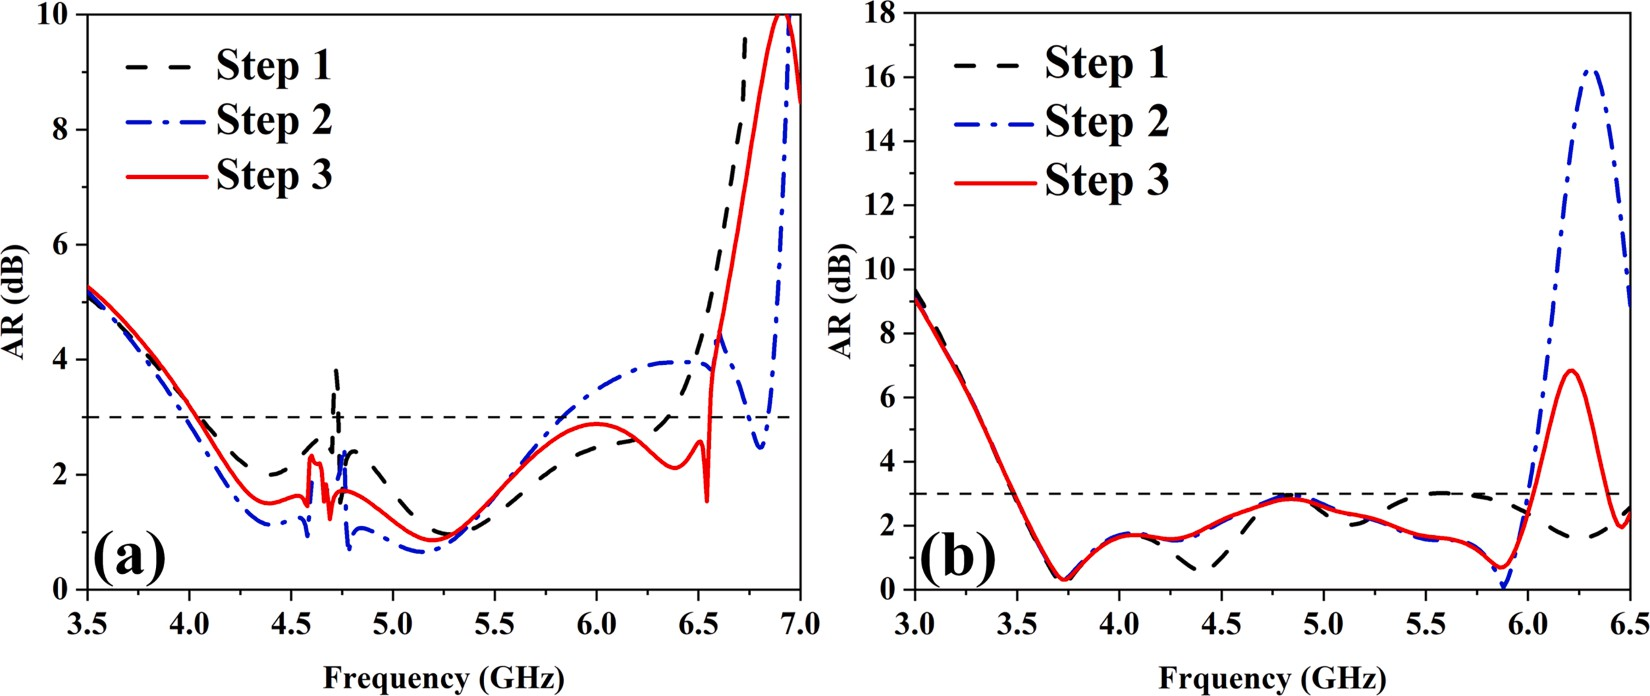 10
8
6
4
2
0
AR (dB)
Step 1
Step 2
Step 3
(a)
3.5 4.0 4.5 5.0 5.5 6.0 6.5 7.0
Frequency (GHz)
18
16
14
12
10
8
6
4
2
0
AR (dB)
Step 1
Step 2
Step 3
(b)
3.0 3.5 4.0 4.5 5.0 5.5 6.0 6.5
Frquency (GHz)